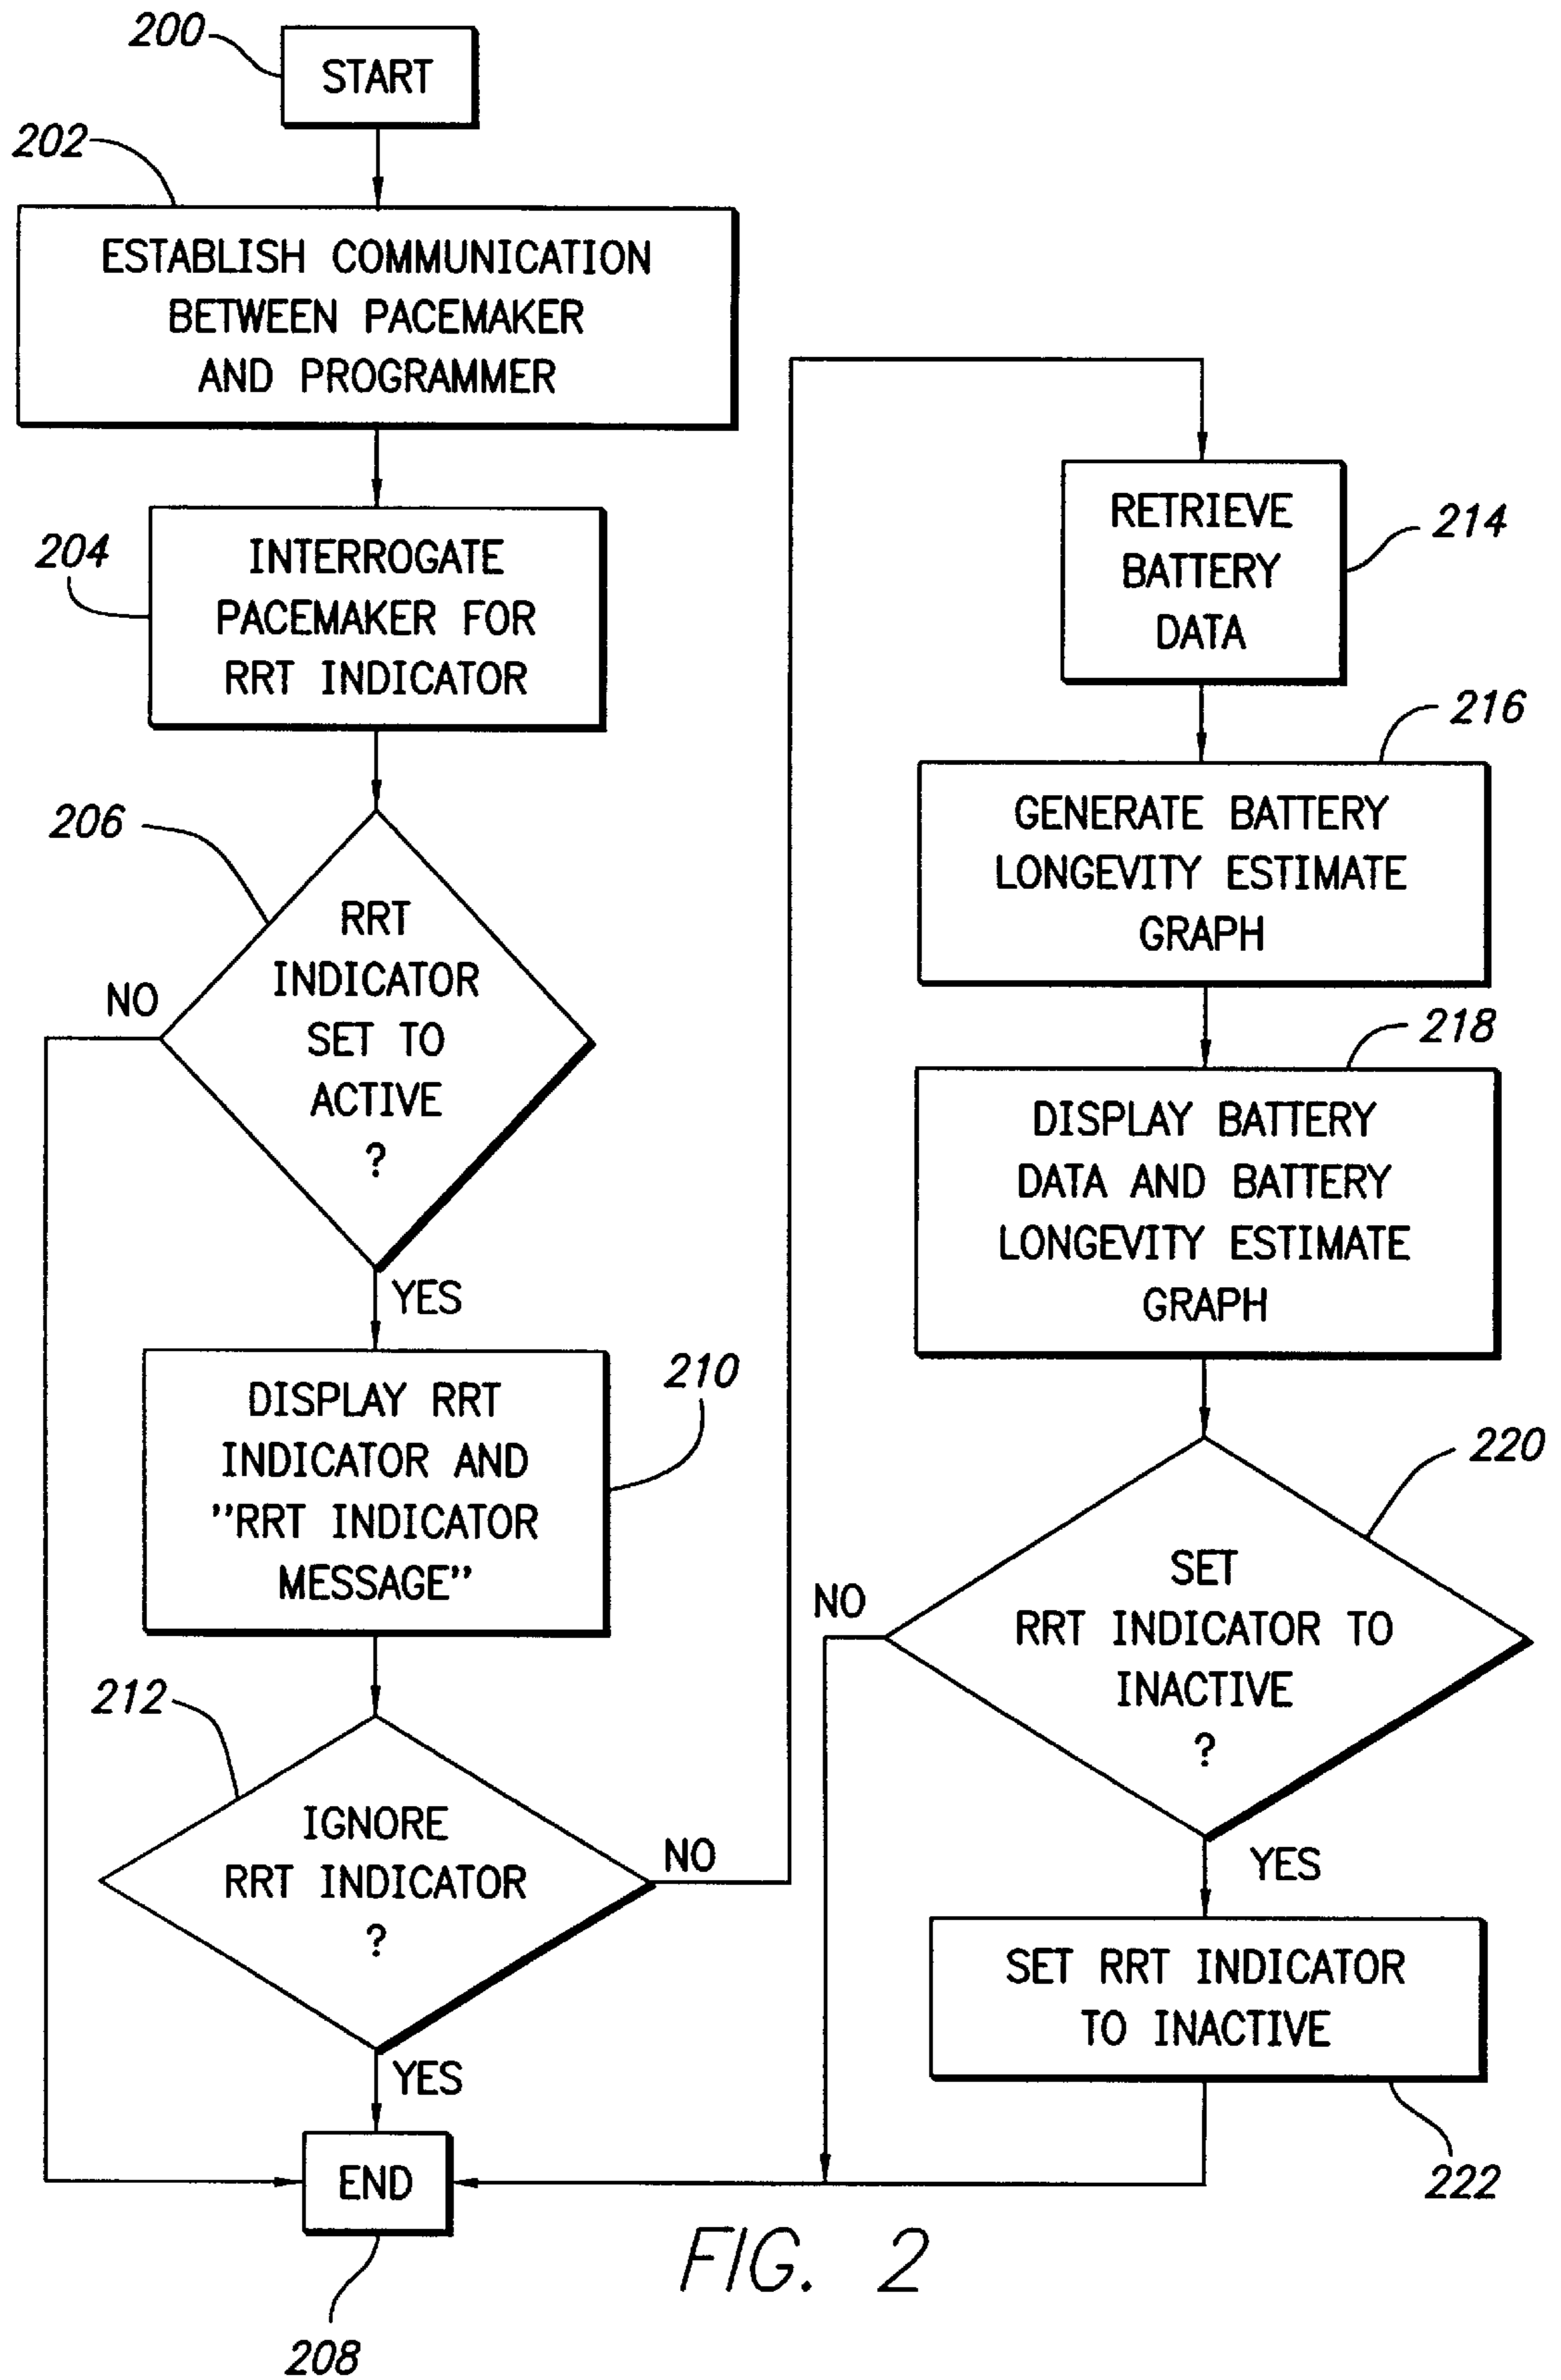 200
START
202
ESTABLISH COMMUNICATION
BETWEEN PACEMAKER
AND PROGRAMMER
204
INTERROGATE
PACEMAKER FOR
RRT INDICATOR
206
RRT
INDICATOR
SET TO
ACTIVE
?
NO
YES
210
DISPLAY RRT
INDICATOR AND
"RRT INDICATOR
MESSAGE"
212
IGNORE
RRT INDICATOR
?
NO
YES
END
208
RETRIEVE
BATTERY
DATA
214
216
GENERATE BATTERY
LONGEVITY ESTIMATE
GRAPH
218
DISPLAY BATTERY
DATA AND BATTERY
LONGEVITY ESTIMATE
GRAPH
220
SET
RRT INDICATOR TO
INACTIVE
?
NO
YES
SET RRT INDICATOR
TO INACTIVE
222
FIG. 2